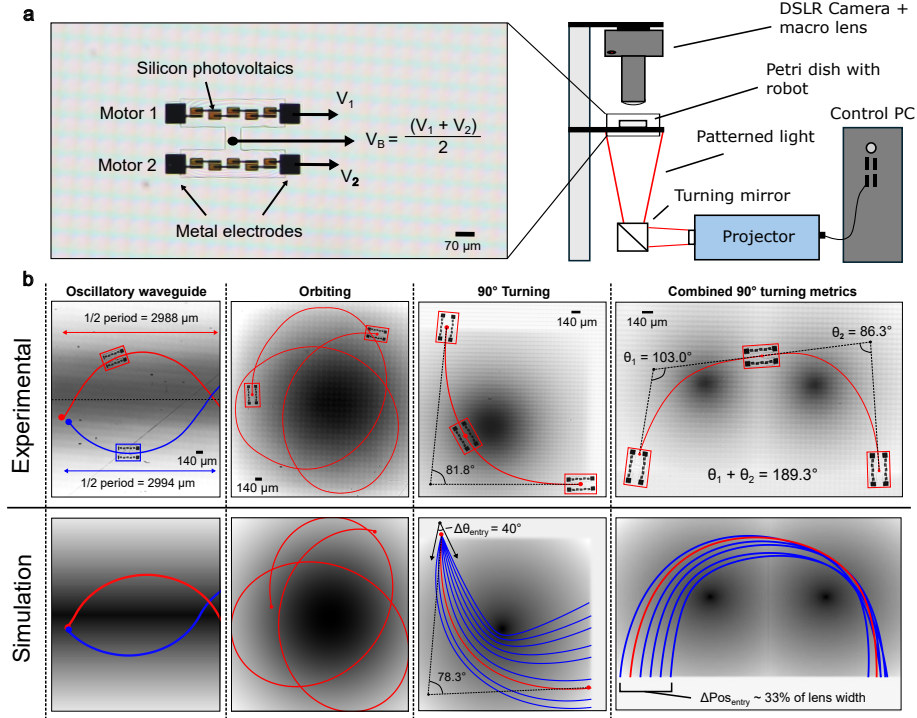 a
Silicon photovoltaics
Motor 1
V₁
V_B = (V₁ + V₂) / 2
Motor 2
V₂
Metal electrodes
70 µm
DSLR Camera +
macro lens
Petri dish with
robot
Control PC
Patterned light
Turning mirror
Projector
b
Oscillatory waveguide
Orbiting
90° Turning
Combined 90° turning metrics
Experimental
1/2 period = 2988 µm
140 µm
1/2 period = 2994 µm
140 µm
140 µm
81.8°
140 µm
θ₁ = 103.0°
θ₂ = 86.3°
θ₁ + θ₂ = 189.3°
Simulation
Δθentry = 40°
78.3°
ΔPosentry ~ 33% of lens width